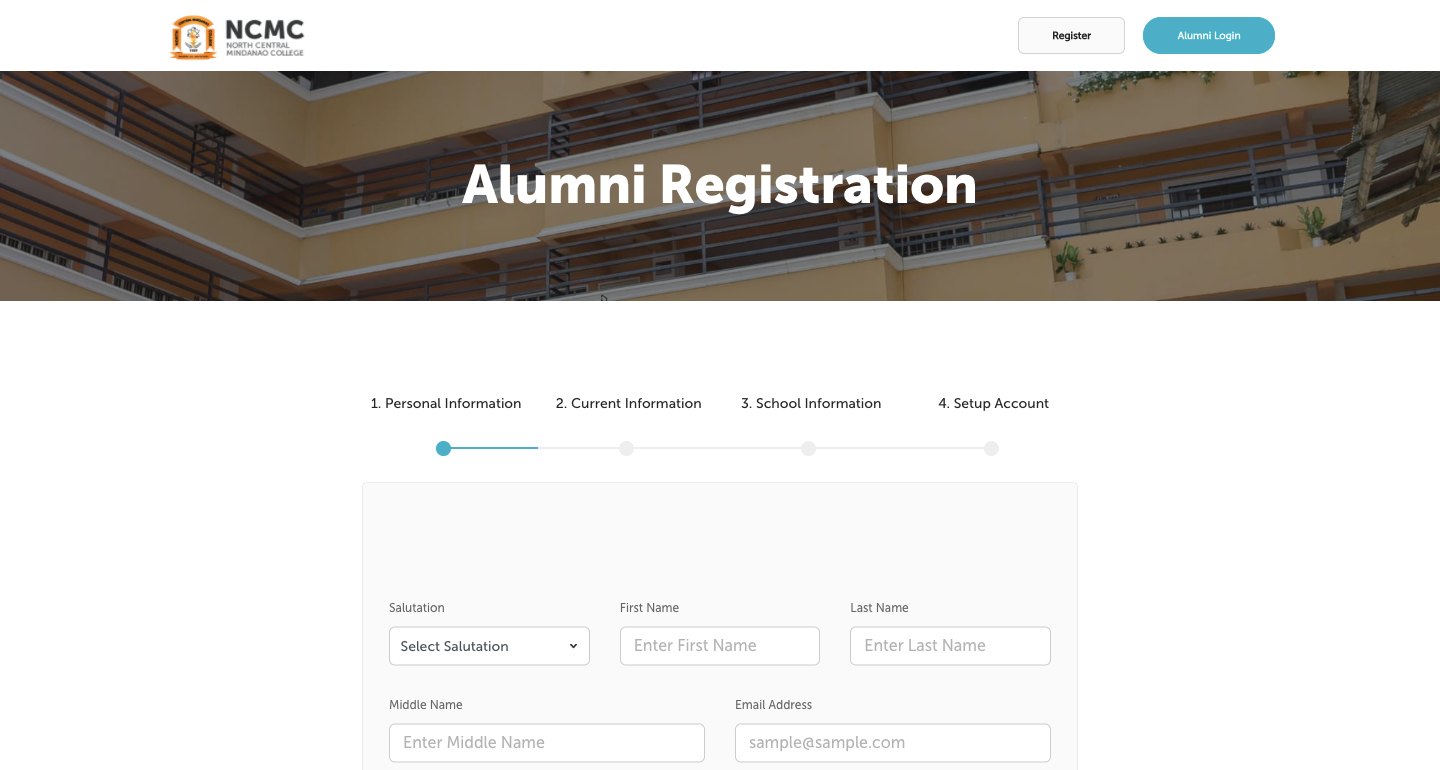 NCMC
NORTH CENTRAL
MINDANAO COLLEGE
Register
Alumni Login
Alumni Registration
1. Personal Information
2. Current Information
3. School Information
4. Setup Account
Salutation
First Name
Last Name
Select Salutation
Enter First Name
Enter Last Name
Middle Name
Email Address
Enter Middle Name
sample@sample.com